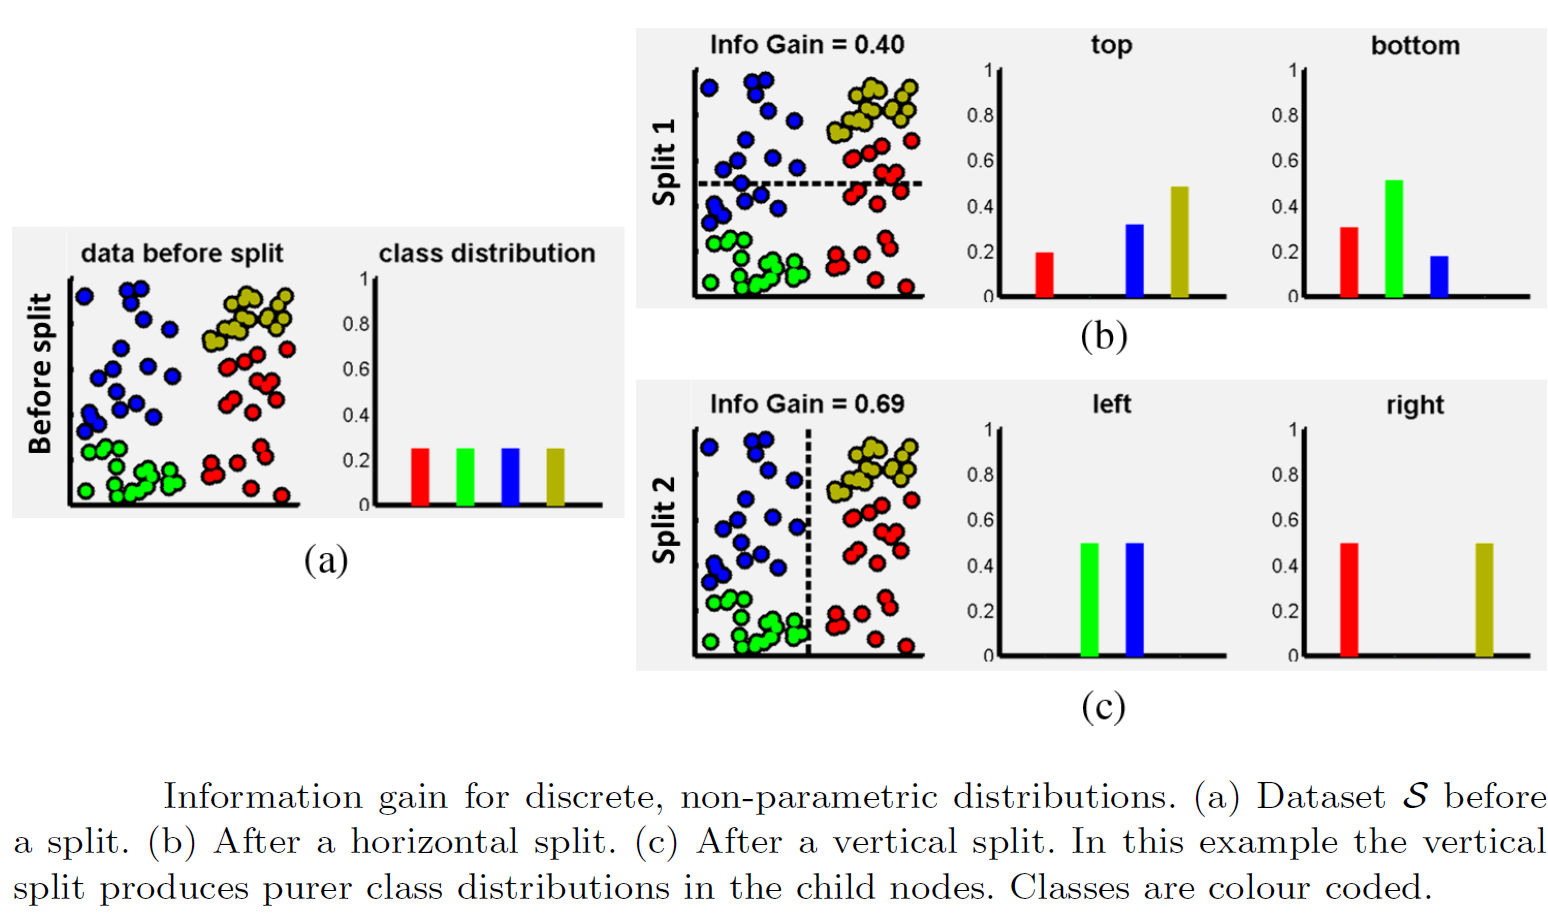 Before split
data before split
class distribution
1
0.8
0.6
0.4
0.2
0
(a)
Split 1
Info Gain = 0.40
top
1
0.8
0.6
0.4
0.2
0
bottom
1
0.8
0.6
0.4
0.2
0
(b)
Split 2
Info Gain = 0.69
left
1
0.8
0.6
0.4
0.2
0
right
1
0.8
0.6
0.4
0.2
0
(c)
Information gain for discrete, non-parametric distributions. (a) Dataset 𝒮 before
a split. (b) After a horizontal split. (c) After a vertical split. In this example the vertical
split produces purer class distributions in the child nodes. Classes are colour coded.